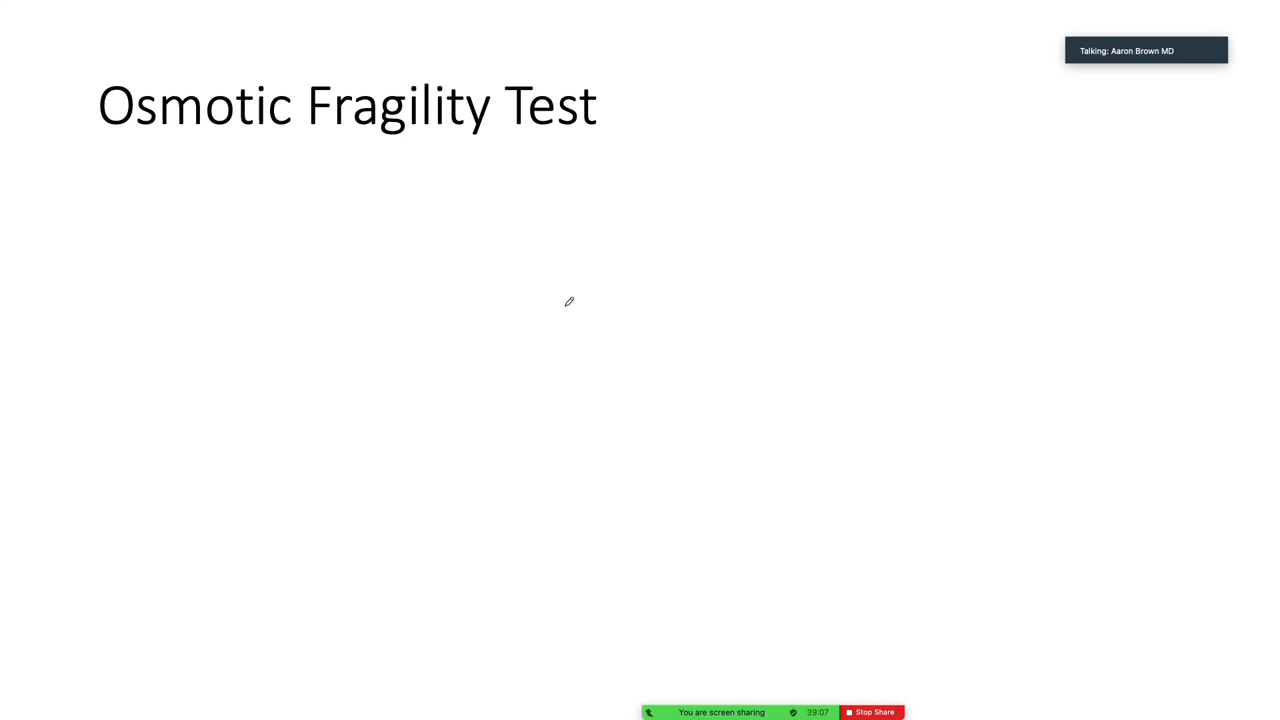 Talking: Aaron Brown MD
Osmotic Fragility Test
You are screen sharing 39:07 Stop Share